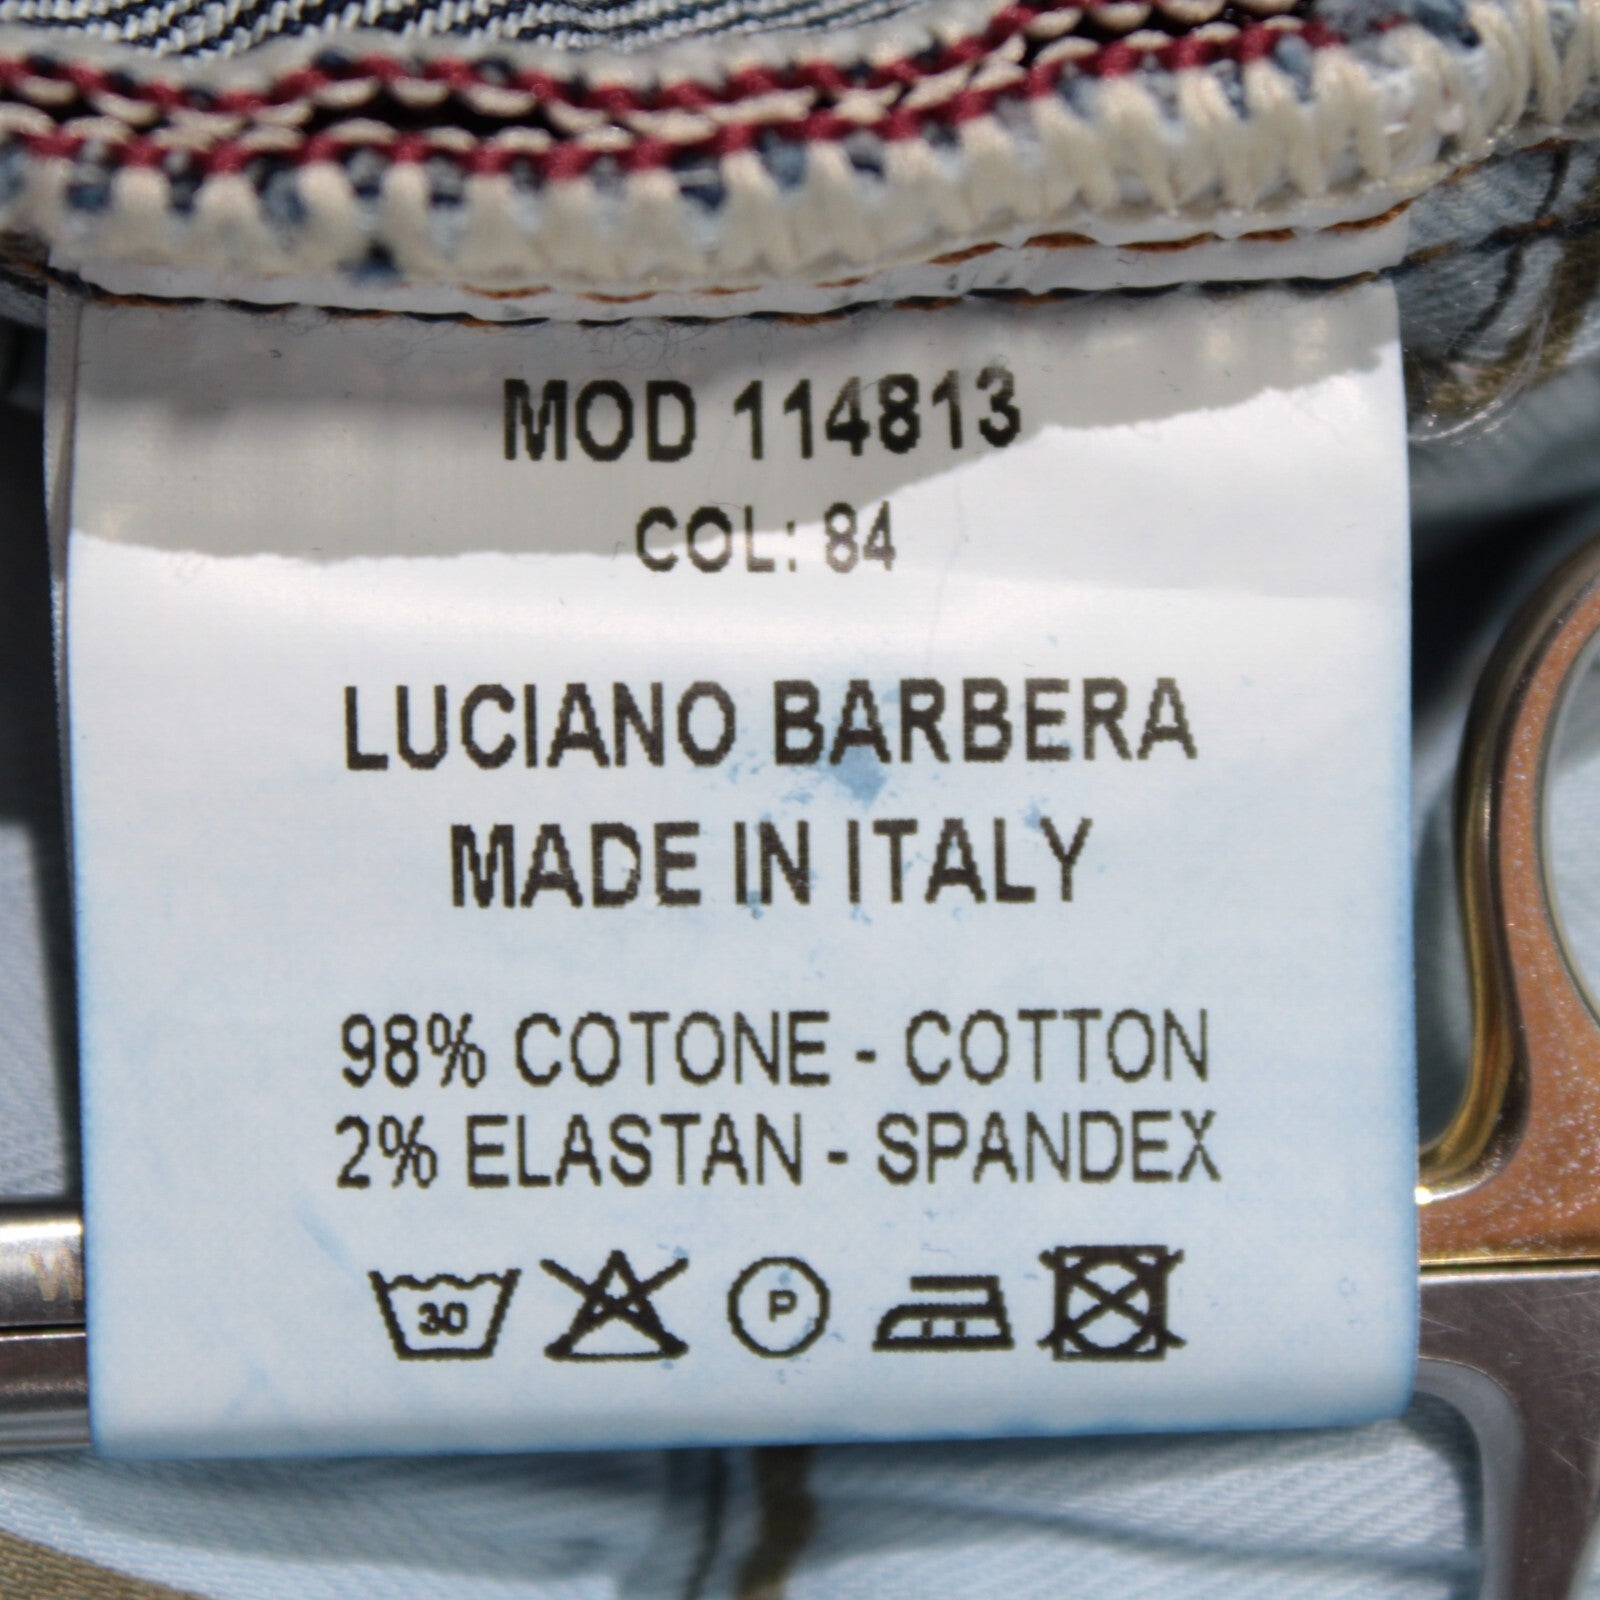 MOD 114813
COL: 84
LUCIANO BARBERA
MADE IN ITALY
98% COTONE - COTTON
2% ELASTAN - SPANDEX
30 P